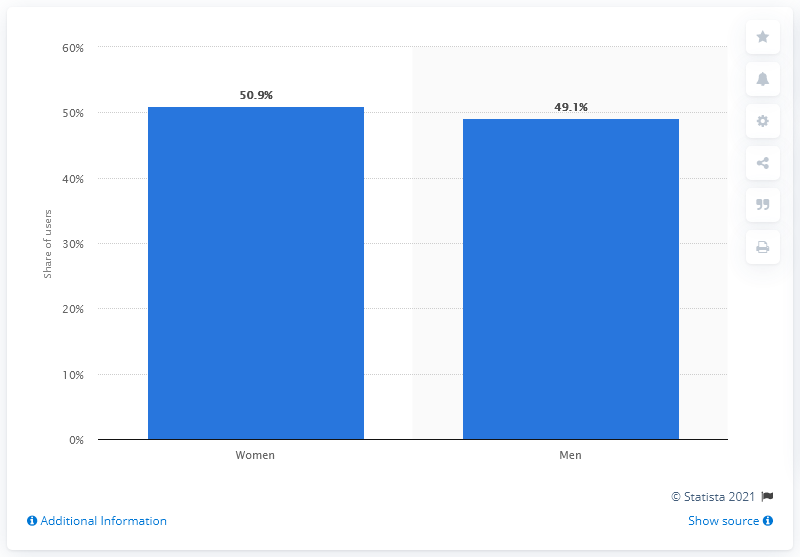 60%
50.9%
49.1%
50%
40%
Share of users
30%
20%
10%
0%
Women Men
© Statista 2021
Additional Information Show source